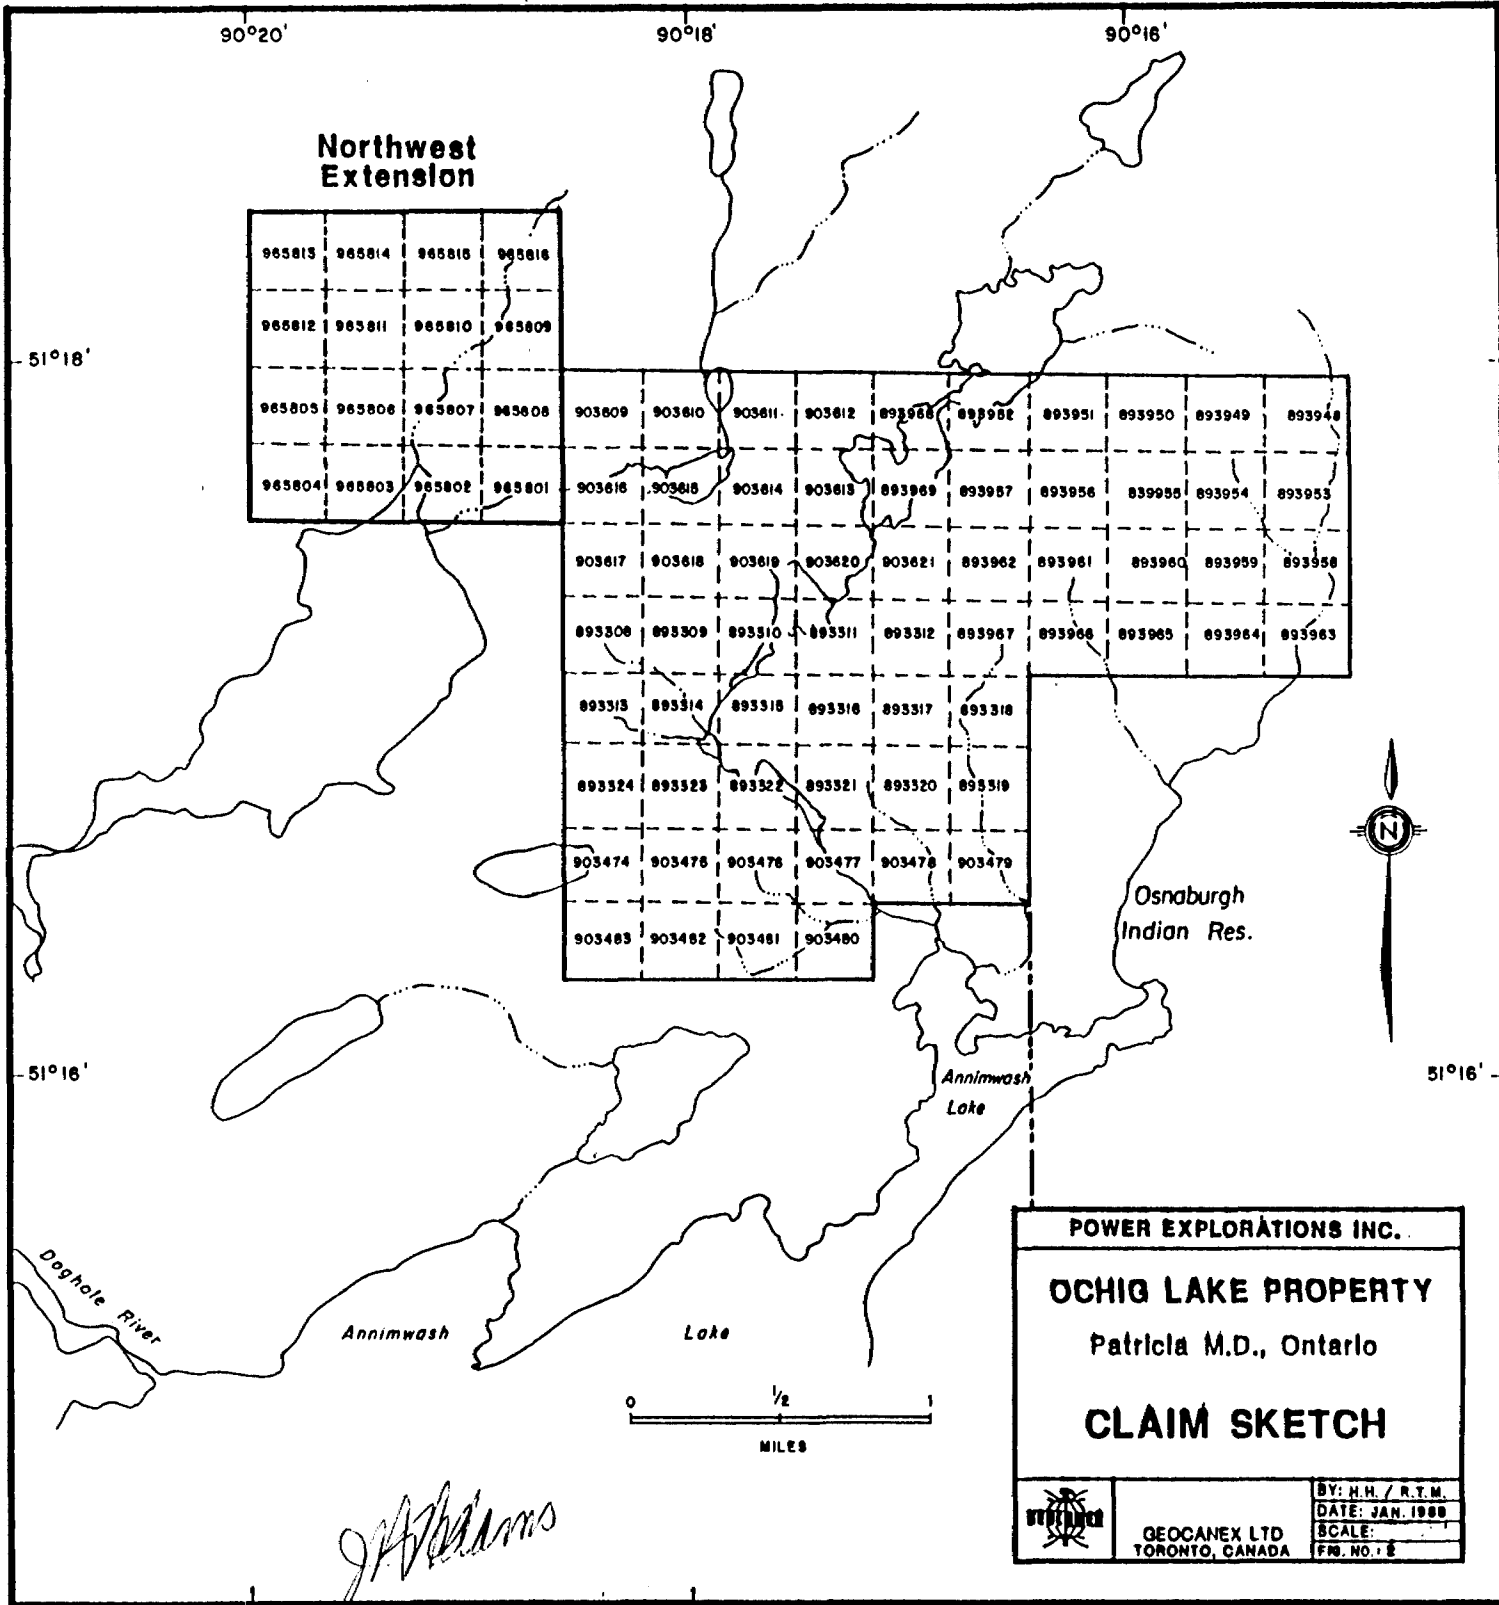 90°20' 90°18' 90°16'
Northwest
Extension
965813 965814 965815 965816
965812 965811 965810 965809
51°18'
965805 965806 965807 965808 903609 903610 903611 903612 893968 893952 893951 893950 893949 893948
965804 965803 965802 965801 903616 903615 903614 903613 893969 893957 893956 839955 893954 893953
903617 903618 903619 903620 903621 893962 893961 893960 893959 893958
893308 893309 893310 893311 893312 893967 893966 893965 893964 893963
893313 893314 893315 893316 893317 893318
893324 893323 893322 893321 893320 893319
903474 903475 903476 903477 903478 903479
903483 903482 903481 903480
N
Osnaburgh
Indian Res.
51°16' 51°16'
Annimwash
Lake
Doghole River
Annimwash Lake
0 1/2 1
MILES
POWER EXPLORATIONS INC.
OCHIG LAKE PROPERTY
Patricia M.D., Ontario
CLAIM SKETCH
GEOCANEX LTD
TORONTO, CANADA
BY: H.H. / R.T.M.
DATE: JAN. 1988
SCALE:
FIG. NO.: 2